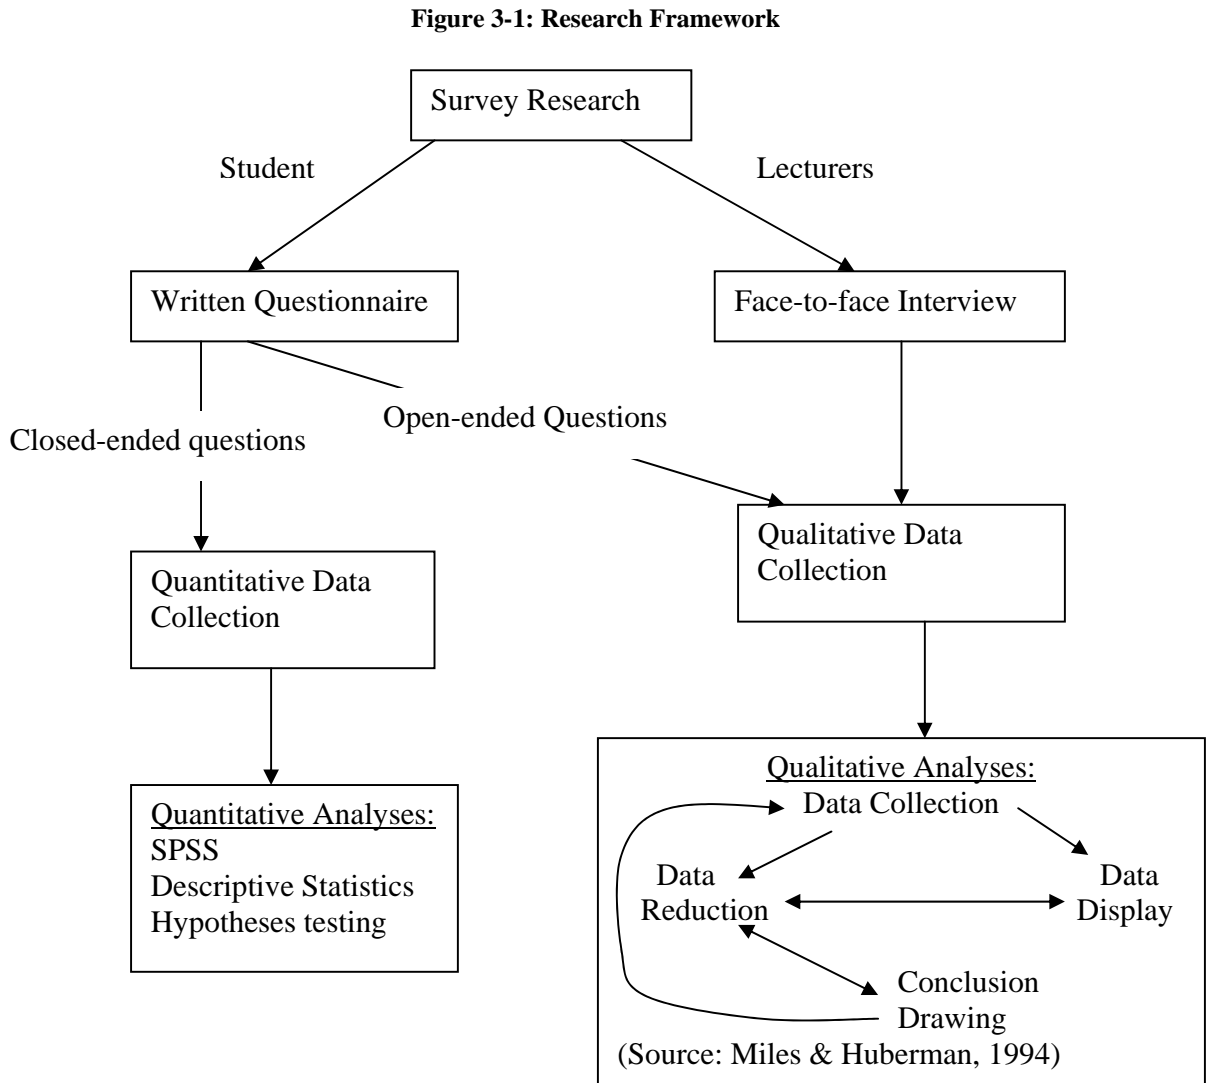 Figure 3-1: Research Framework
Survey Research
Student
Lecturers
Written Questionnaire
Face-to-face Interview
Closed-ended questions
Open-ended Questions
Quantitative Data
Collection
Qualitative Data
Collection
Quantitative Analyses:
SPSS
Descriptive Statistics
Hypotheses testing
Qualitative Analyses:
Data Collection
Data
Reduction
Data
Display
Conclusion
Drawing
(Source: Miles & Huberman, 1994)